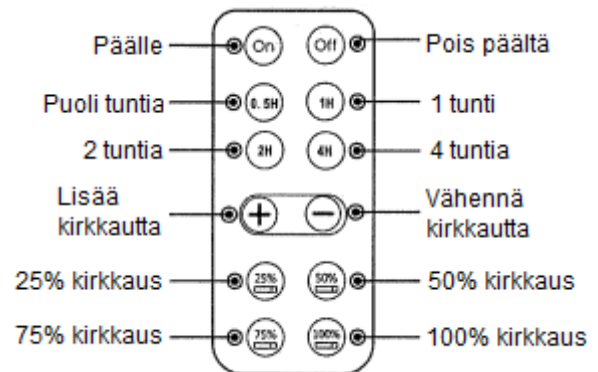 Päälle On Off Pois päältä
Puoli tuntia 0.5H 1H 1 tunti
2 tuntia 2H 4H 4 tuntia
Lisää
kirkkautta
+ −
Vähennä
kirkkautta
25% kirkkaus 25% 50% 50% kirkkaus
75% kirkkaus 75% 100% 100% kirkkaus